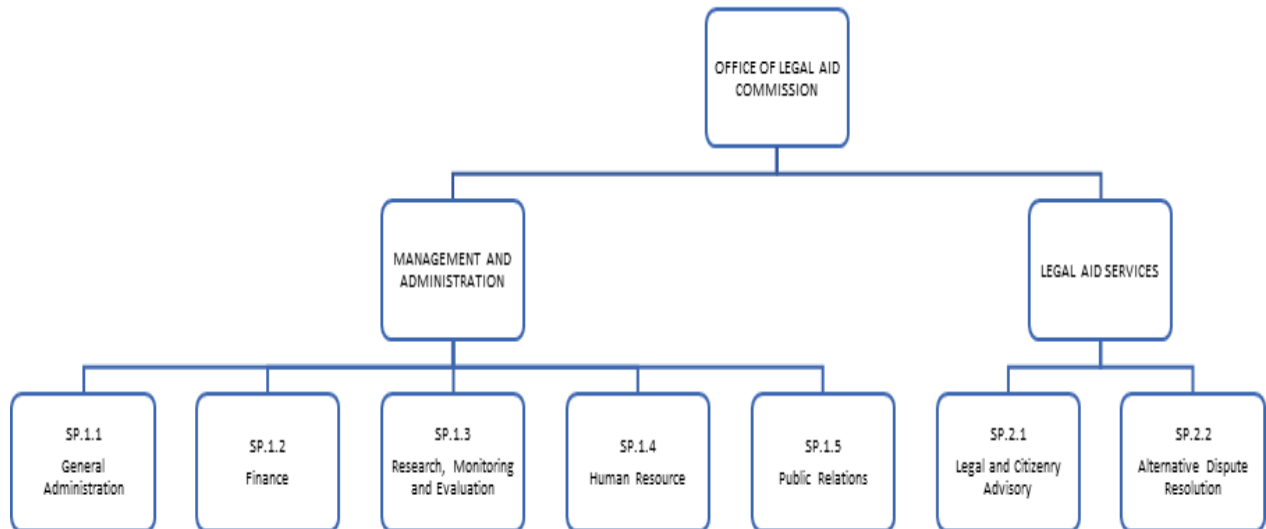 OFFICE OF LEGAL AID
COMMISSION
MANAGEMENT AND
ADMINISTRATION
LEGAL AID SERVICES
SP.1.1
General
Administration
SP.1.2
Finance
SP.1.3
Research, Monitoring
and Evaluation
SP.1.4
Human Resource
SP.1.5
Public Relations
SP.2.1
Legal and Citizenry
Advisory
SP.2.2
Alternative Dispute
Resolution